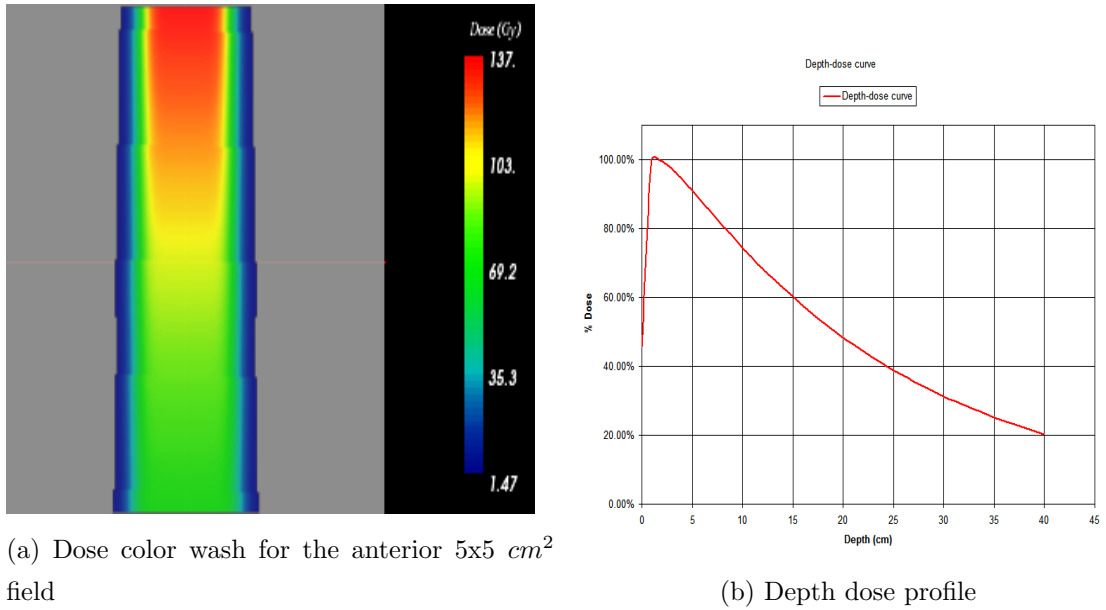 Dose (Gy)
137.
103.
69.2
35.3
1.47
(a) Dose color wash for the anterior 5x5 cm²
field
Depth-dose curve
Depth-dose curve
100.00%
80.00%
60.00%
40.00%
20.00%
0.00%
% Dose
0 5 10 15 20 25 30 35 40 45
Depth (cm)
(b) Depth dose profile